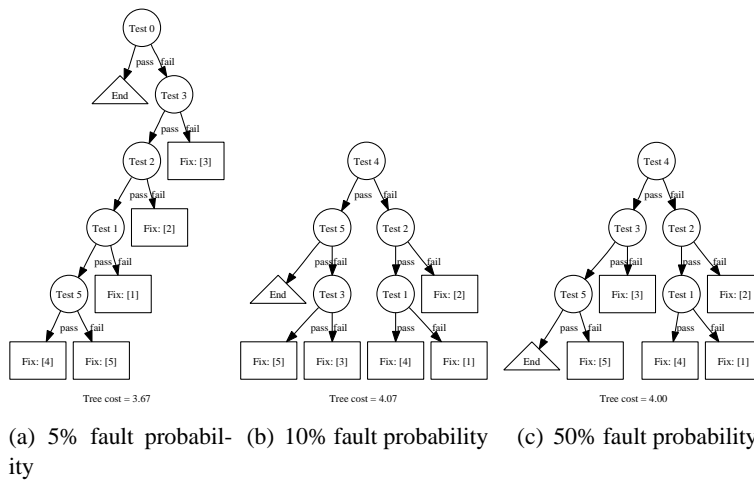 Test 0
pass fail
End Test 3
pass fail
Test 2 Fix: [3] Test 4 Test 4
pass fail pass fail pass fail
Test 1 Fix: [2] Test 5 Test 2 Test 3 Test 2
pass fail pass fail pass fail pass fail pass fail
Test 5 Fix: [1] End Test 3 Test 1 Fix: [2] Test 5 Fix: [3] Test 1 Fix: [2]
pass fail pass fail pass fail pass fail pass fail
Fix: [4] Fix: [5] Fix: [5] Fix: [3] Fix: [4] Fix: [1] End Fix: [5] Fix: [4] Fix: [1]
Tree cost = 3.67 Tree cost = 4.07 Tree cost = 4.00
(a) 5% fault probabil- (b) 10% fault probability (c) 50% fault probability
ity